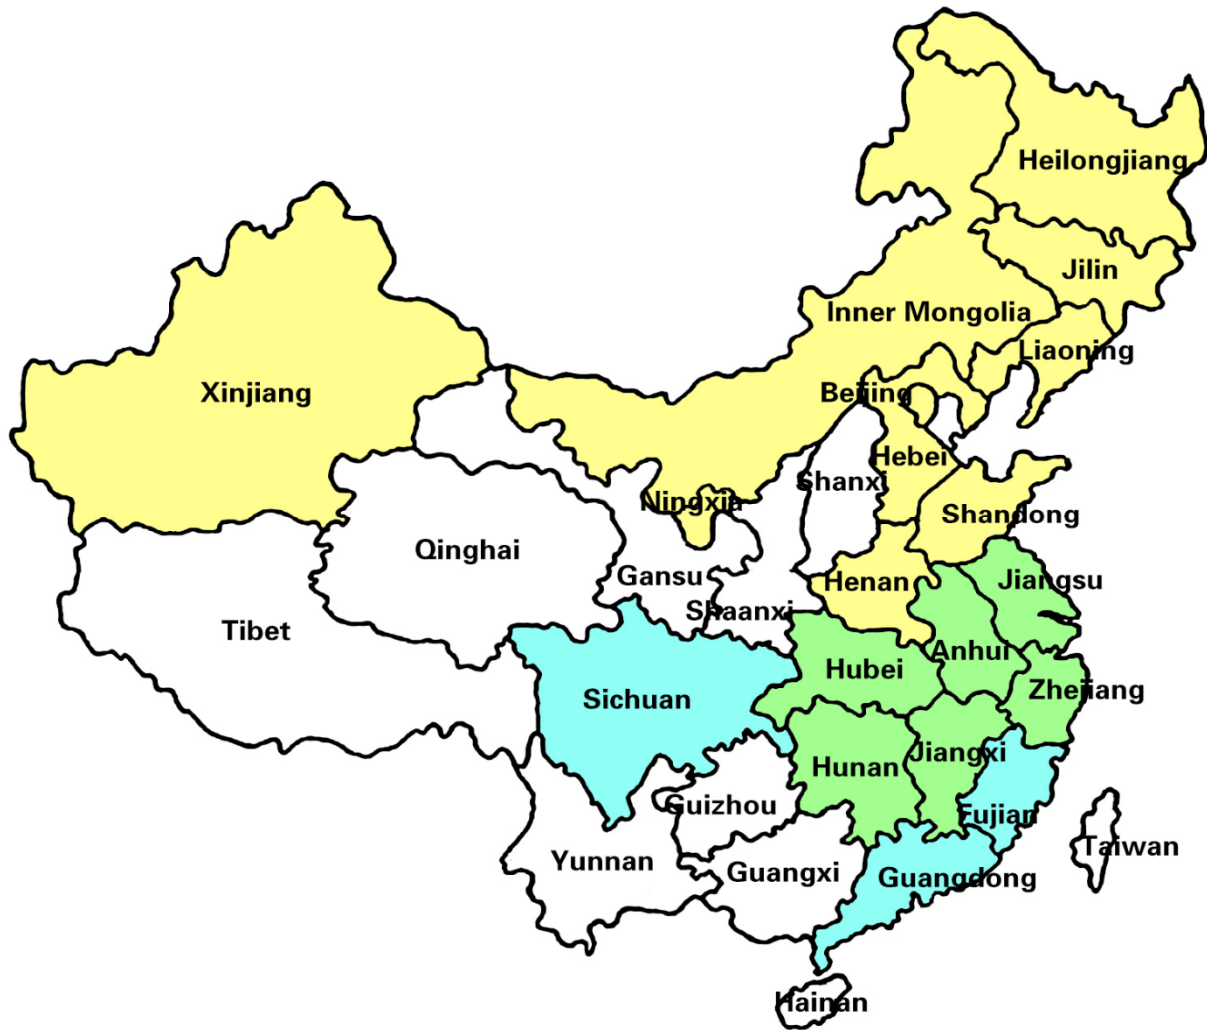 Heilongjiang
Jilin
Inner Mongolia
Liaoning
Xinjiang
Beijing
Hebei
Shanxi
Ningxia
Shandong
Qinghai
Gansu
Henan
Jiangsu
Shaanxi
Tibet
Anhui
Hubei
Zhejiang
Sichuan
Jiangxi
Hunan
Guizhou
Fujian
Taiwan
Yunnan
Guangxi
Guangdong
Hainan